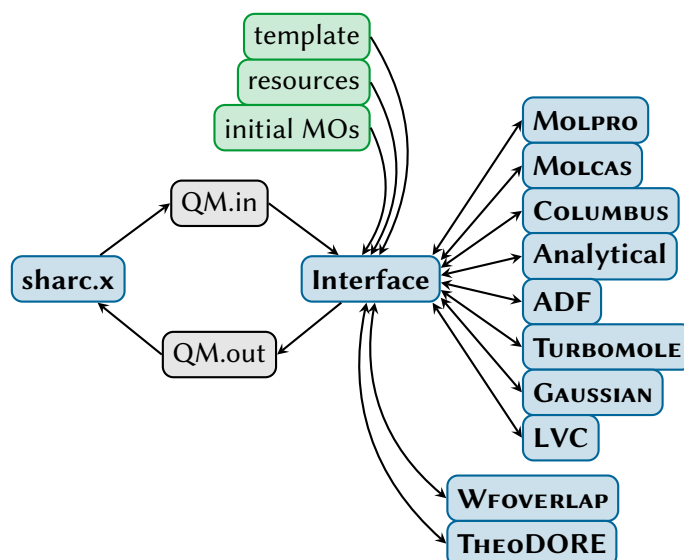 template
resources
initial MOs
QM.in
sharc.x
Interface
QM.out
MOLPRO
MOLCAS
COLUMBUS
Analytical
ADF
TURBOMOLE
GAUSSIAN
LVC
WFOVERLAP
THEODORE